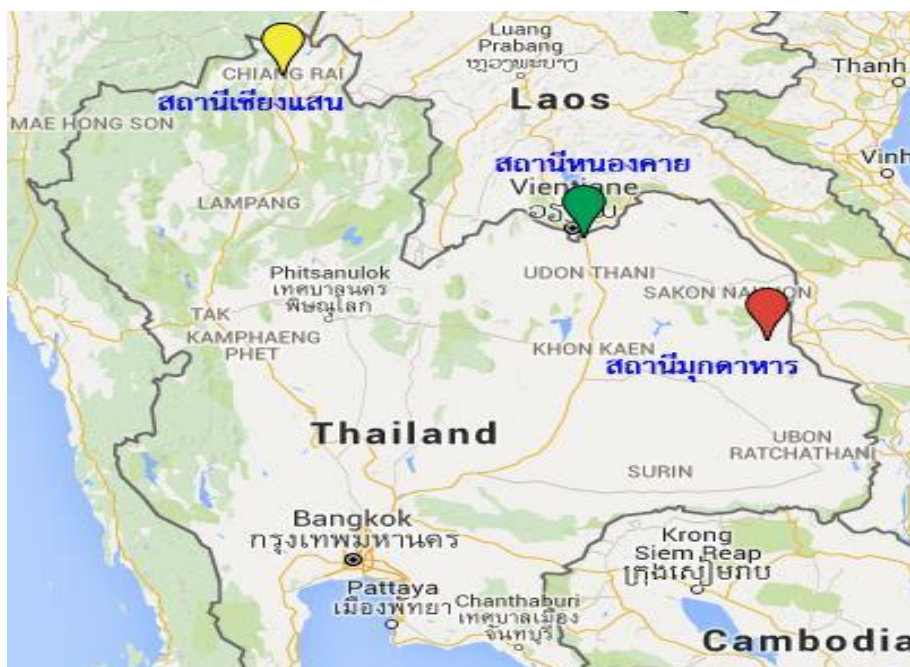 Luang
Prabang
ຫຼວງພະບາງ
Thanh
CHIANG RAI
สถานีเชียงแสน
Laos
MAE HONG SON
สถานีหนองคาย
Vinh
Vientiane
LAMPANG
Phitsanulok
เทศบาลนคร
พิษณุโลก
UDON THANI
TAK
KAMPHAENG
PHET
KHON KAEN
สถานีมุกดาหาร
Thailand
UBON
RATCHATHANI
SURIN
Bangkok
กรุงเทพมหานคร
Krong
Siem Reap
ក្រុងសៀមរាប
Pattaya
เมืองพัทยา
Chanthaburi
เทศบาลเมือง
จันทบุรี
Cambodia